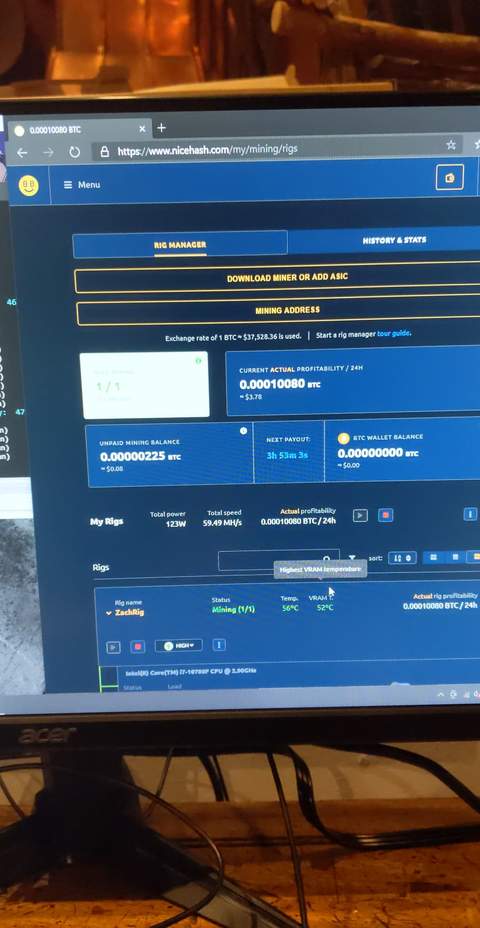 0.00010080 BTC
https://www.nicehash.com/my/mining/rigs
Menu
RIG MANAGER
HISTORY & STATS
DOWNLOAD MINER OR ADD ASIC
MINING ADDRESS
46
Exchange rate of 1 BTC ≈ $37,528.36 is used. | Start a rig manager tour guide.
1 / 1
CURRENT ACTUAL PROFITABILITY / 24H
0.00010080 BTC
≈ $3.78
47
UNPAID MINING BALANCE
0.00000225 BTC
≈ $0.08
NEXT PAYOUT:
3h 53m 3s
BTC WALLET BALANCE
0.00000000 BTC
≈ $0.00
My Rigs
Total power
123W
Total speed
59.49 MH/s
Actual profitability
0.00010080 BTC / 24h
Rigs
sort:
Highest VRAM temperature
Rig name
ZachRig
Status
Mining (1/1)
Temp.
56°C
VRAM T.
52°C
Actual rig profitability
0.00010080 BTC / 24h
HIGH
Intel(R) Core(TM) i7-10700F CPU @ 2.90GHz
Status
Load
acer